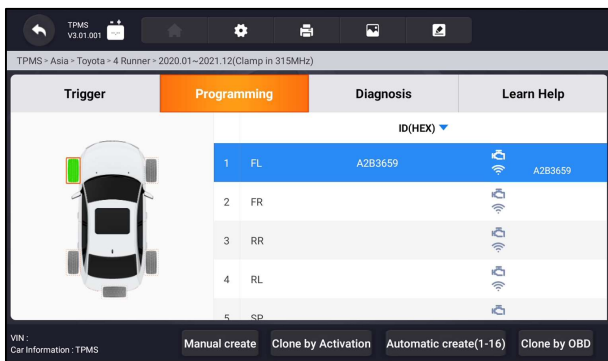 TPMS
V3.01.001
TPMS > Asia > Toyota > 4 Runner > 2020.01~2021.12(Clamp in 315MHz)
Trigger Programming Diagnosis Learn Help
ID(HEX)
1 FL A2B3659 A2B3659
2 FR
3 RR
4 RL
5 SP
VIN :
Car Information : TPMS
Manual create Clone by Activation Automatic create(1-16) Clone by OBD